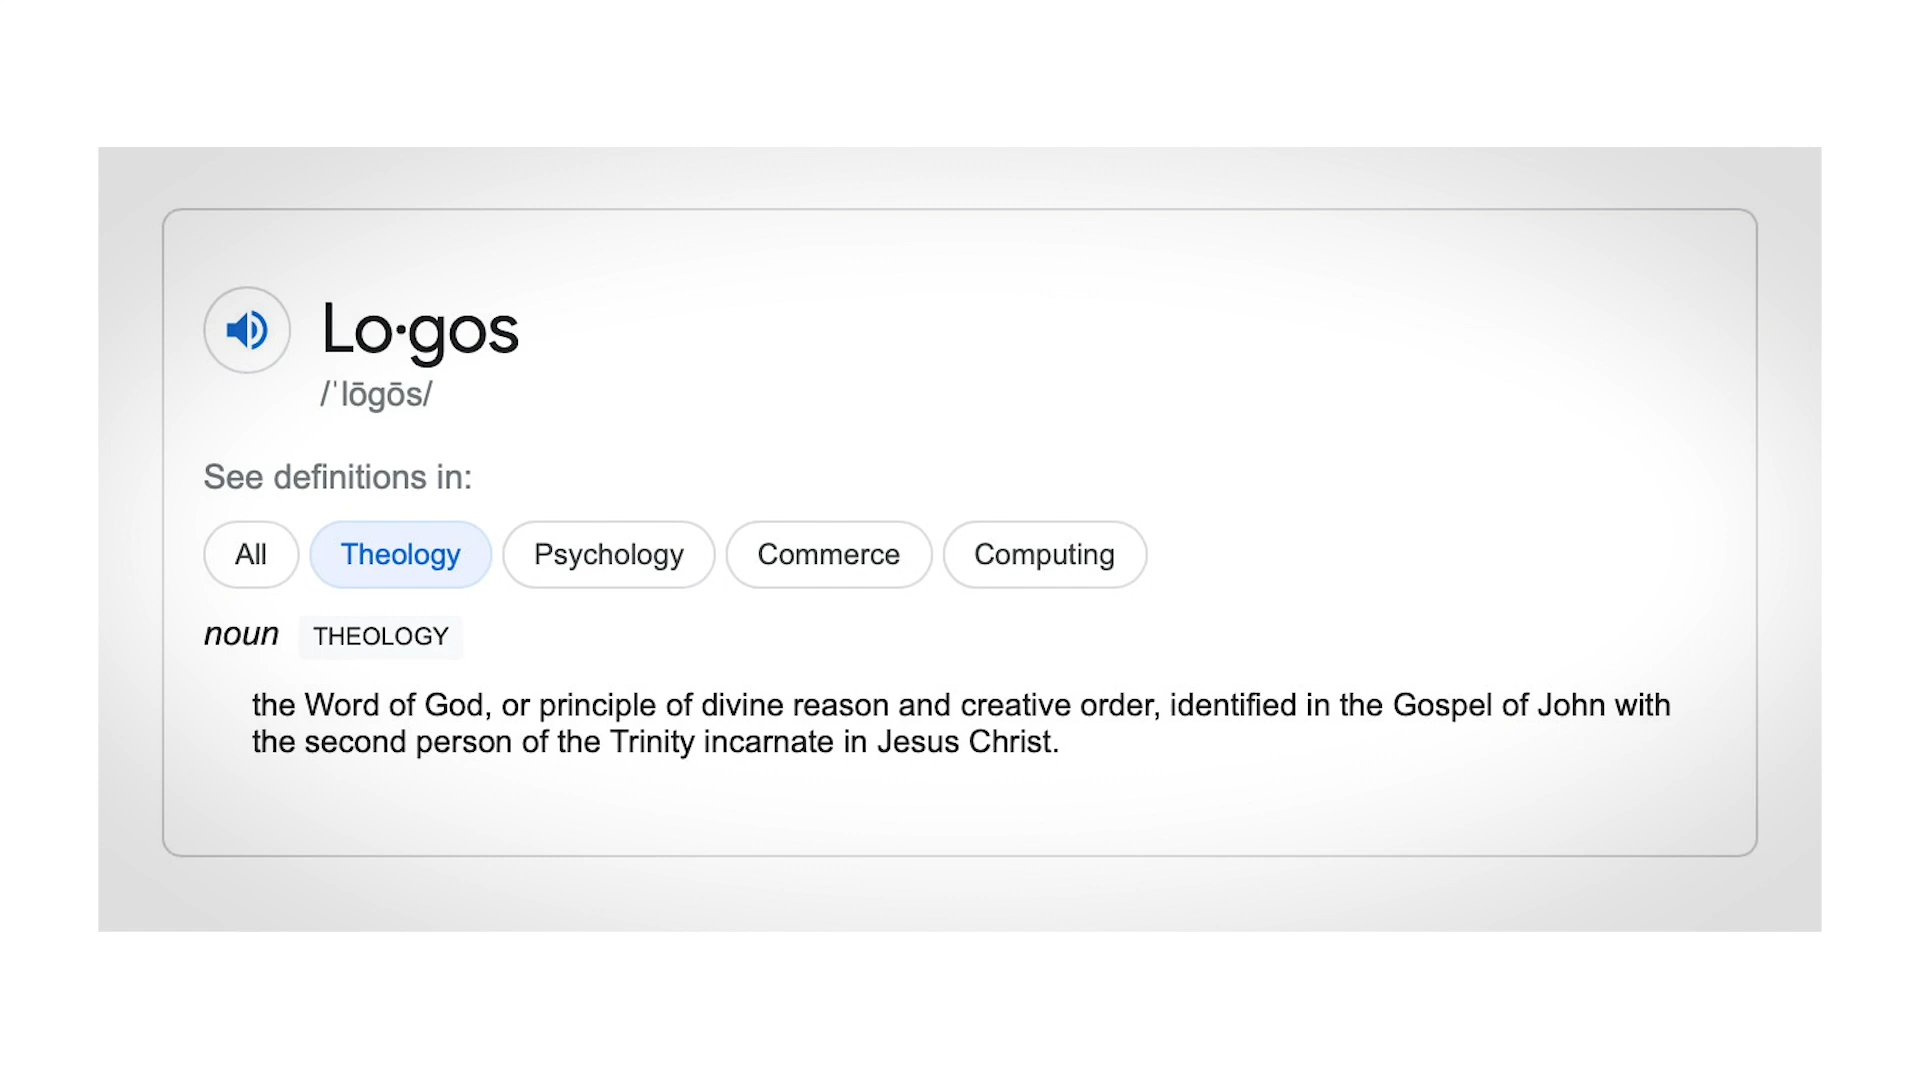 Lo·gos
/ˈlōgōs/
See definitions in:
All Theology Psychology Commerce Computing
noun THEOLOGY
the Word of God, or principle of divine reason and creative order, identified in the Gospel of John with
the second person of the Trinity incarnate in Jesus Christ.